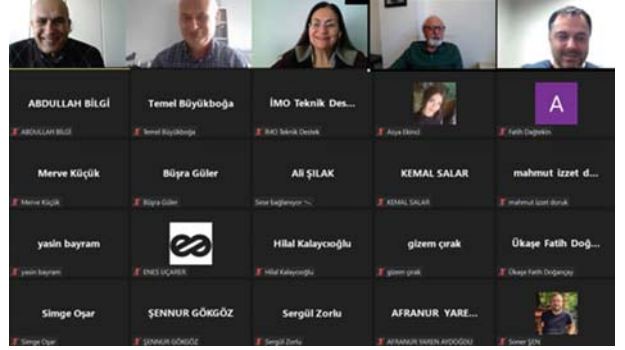 ABDULLAH BİLGİ
Temel Büyükboğa
İMO Teknik Des...
A
ABDULLAH BİLGİ
Temel Büyükboğa
İMO Teknik Destek
Asya Ekinci
Fatih Dağtekin
Merve Küçük
Büşra Güler
Ali ŞILAK
KEMAL SALAR
mahmut izzet d...
Merve Küçük
Büşra Güler
Sese bağlanıyor
KEMAL SALAR
mahmut izzet doruk
yasin bayram
Hilal Kalaycıoğlu
gizem çırak
Ükaşe Fatih Doğ...
yasin bayram
ENES UÇARER
Hilal Kalaycıoğlu
gizem çırak
Ükaşe Fatih Doğançay
Simge Oşar
ŞENNUR GÖKGÖZ
Sergül Zorlu
AFRANUR YARE...
Simge Oşar
ŞENNUR GÖKGÖZ
Sergül Zorlu
AFRANUR YAREN AYDOĞDU
Soner ŞEN